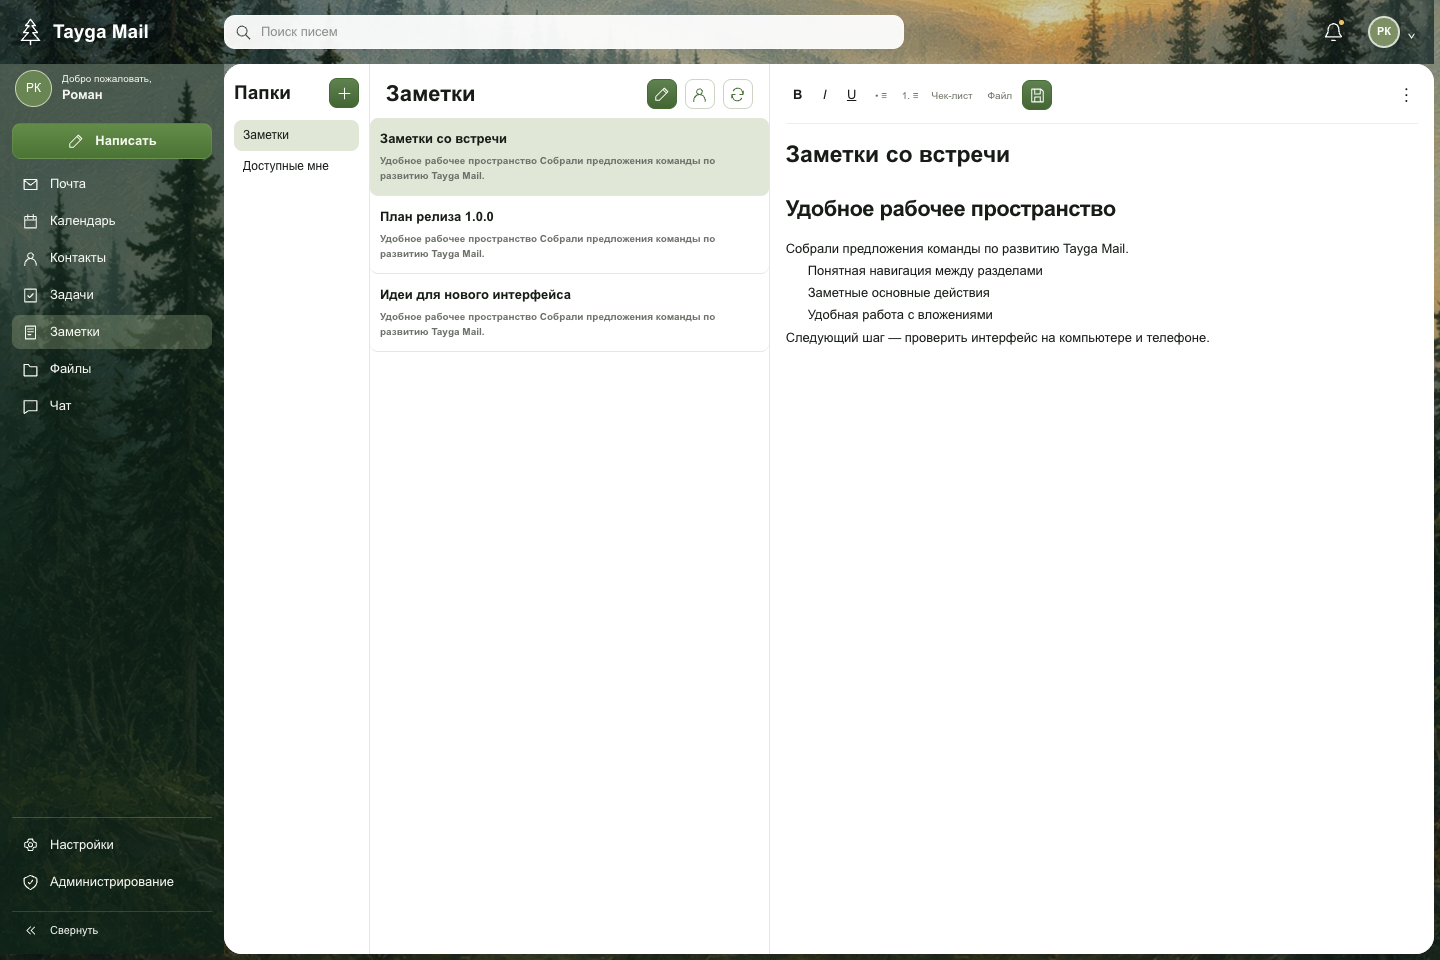 Tayga Mail
Поиск писем
РК
РК
Добро пожаловать,
Роман
Написать
Почта
Календарь
Контакты
Задачи
Заметки
Файлы
Чат
Настройки
Администрирование
Свернуть
Папки
Заметки
Доступные мне
Заметки
Заметки со встречи
Удобное рабочее пространство Собрали предложения команды по
развитию Tayga Mail.
План релиза 1.0.0
Удобное рабочее пространство Собрали предложения команды по
развитию Tayga Mail.
Идеи для нового интерфейса
Удобное рабочее пространство Собрали предложения команды по
развитию Tayga Mail.
B I U • ≡ 1. ≡ Чек-лист Файл
Заметки со встречи
Удобное рабочее пространство
Собрали предложения команды по развитию Tayga Mail.
Понятная навигация между разделами
Заметные основные действия
Удобная работа с вложениями
Следующий шаг — проверить интерфейс на компьютере и телефоне.